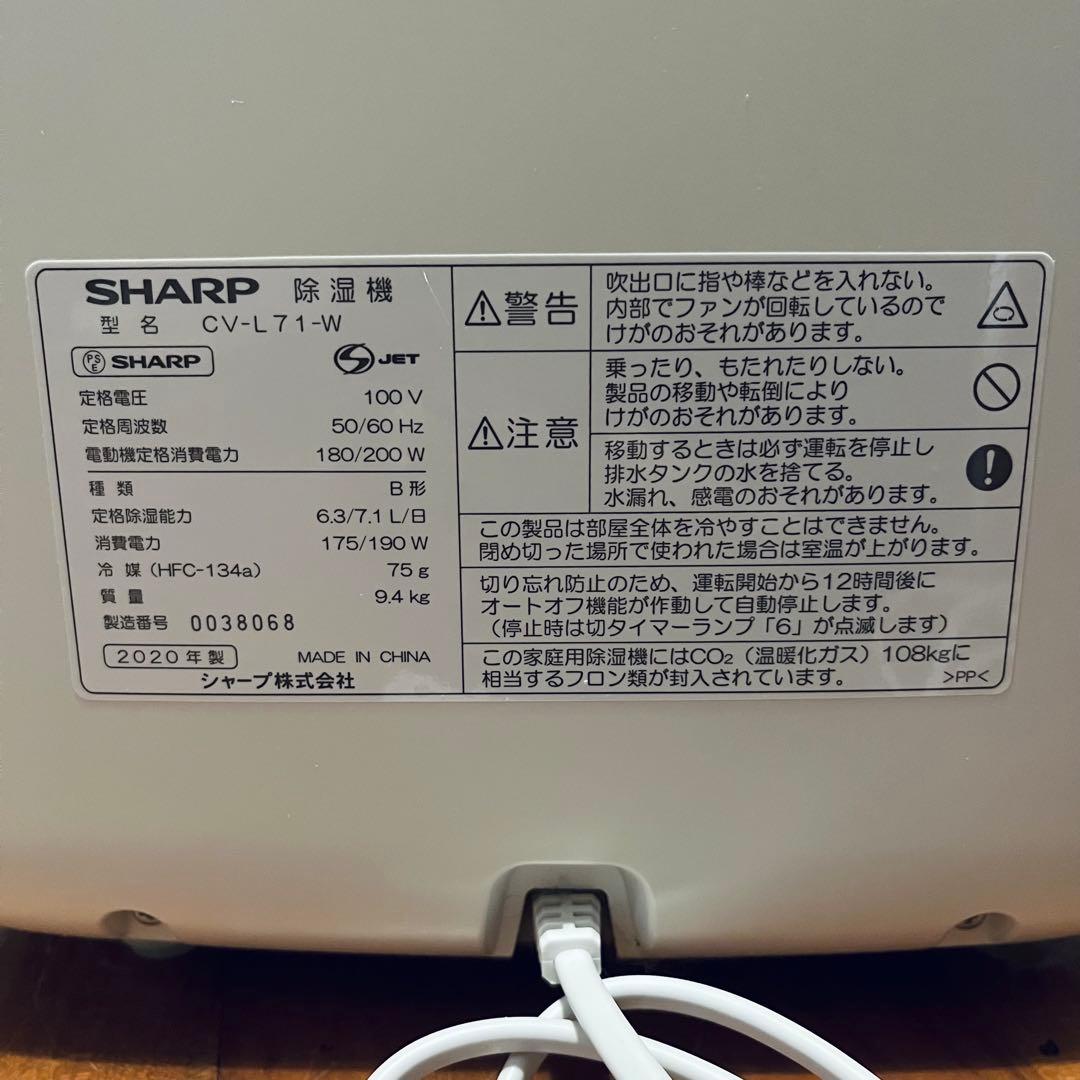 SHARP 除湿機
型名 CV-L71-W
PSE SHARP S JET
定格電圧 100 V
定格周波数 50/60 Hz
電動機定格消費電力 180/200 W
種類 B形
定格除湿能力 6.3/7.1 L/日
消費電力 175/190 W
冷媒(HFC-134a) 75 g
質量 9.4 kg
製造番号 0038068
2020年製 MADE IN CHINA
シャープ株式会社
警告
吹出口に指や棒などを入れない。
内部でファンが回転しているので
けがのおそれがあります。
注意
乗ったり、もたれたりしない。
製品の移動や転倒により
けがのおそれがあります。
移動するときは必ず運転を停止し
排水タンクの水を捨てる。
水漏れ、感電のおそれがあります。
この製品は部屋全体を冷やすことはできません。
閉め切った場所で使われた場合は室温が上がります。
切り忘れ防止のため、運転開始から12時間後に
オートオフ機能が作動して自動停止します。
(停止時は切タイマーランプ「6」が点滅します)
この家庭用除湿機にはCO₂(温暖化ガス)108kgに
相当するフロン類が封入されています。
>PP<